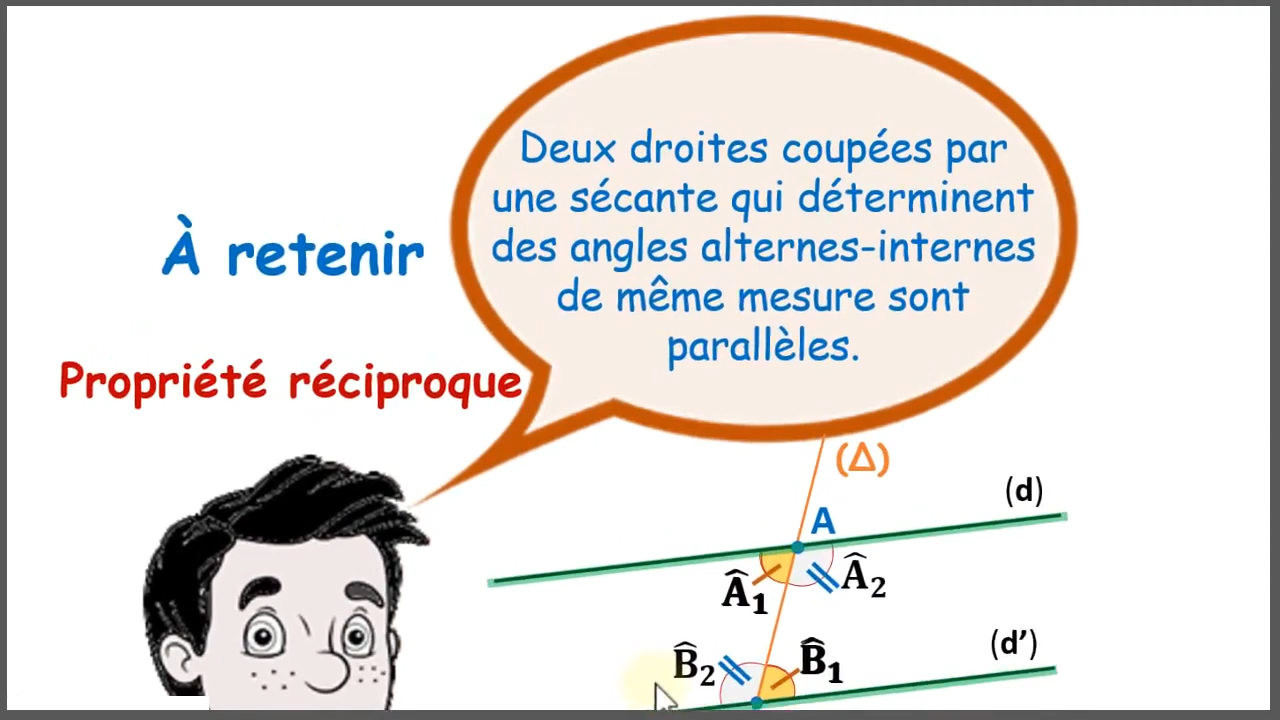 Deux droites coupées par
une sécante qui déterminent
des angles alternes-internes
de même mesure sont
parallèles.
À retenir
Propriété réciproque
(Δ)
(d)
A
Â₁
Â₂
(d’)
B̂₂
B̂₁